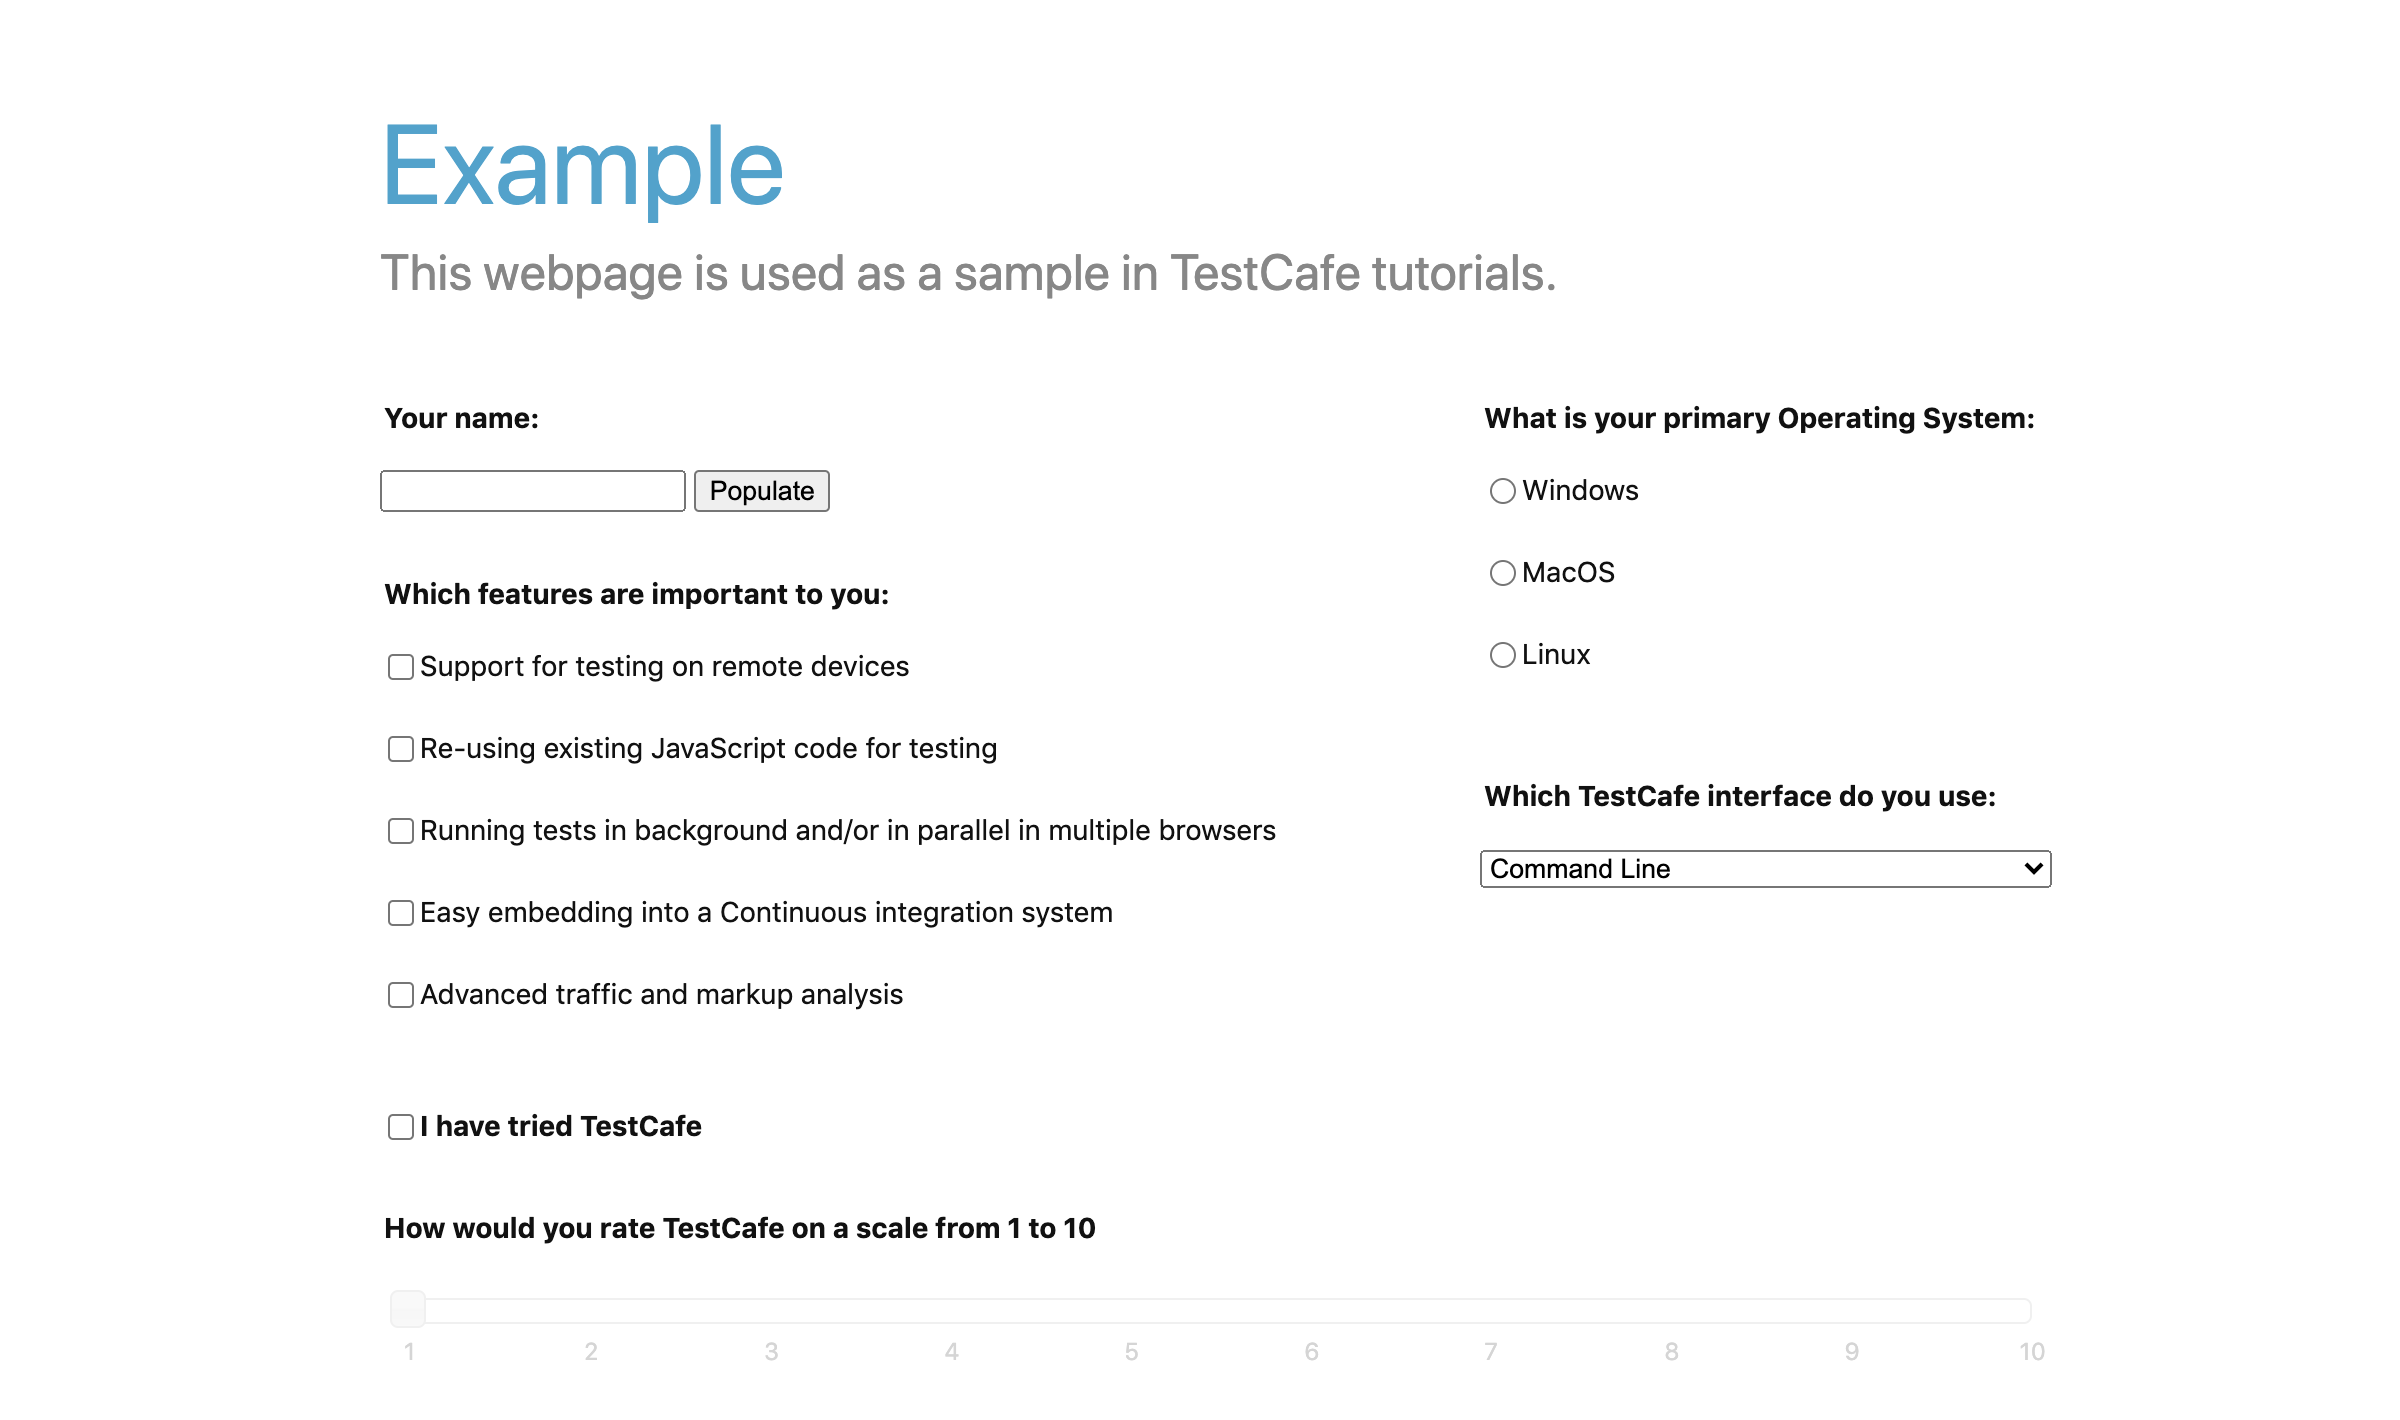 Example
This webpage is used as a sample in TestCafe tutorials.
Your name:
Populate
Which features are important to you:
Support for testing on remote devices
Re-using existing JavaScript code for testing
Running tests in background and/or in parallel in multiple browsers
Easy embedding into a Continuous integration system
Advanced traffic and markup analysis
I have tried TestCafe
What is your primary Operating System:
Windows
MacOS
Linux
Which TestCafe interface do you use:
Command Line
How would you rate TestCafe on a scale from 1 to 10
1 2 3 4 5 6 7 8 9 10